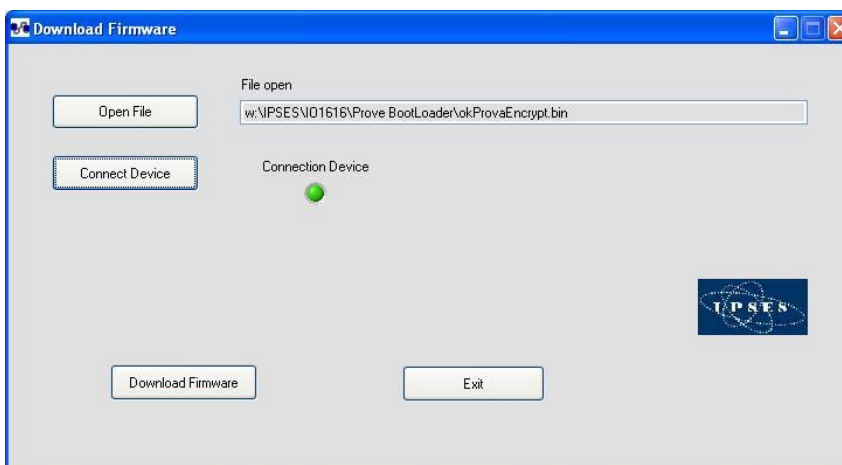 Download Firmware
File open
Open File
w:\IPSES\IO1616\Prove BootLoader\okProvaEncrypt.bin
Connect Device
Connection Device
IPSES
Download Firmware
Exit